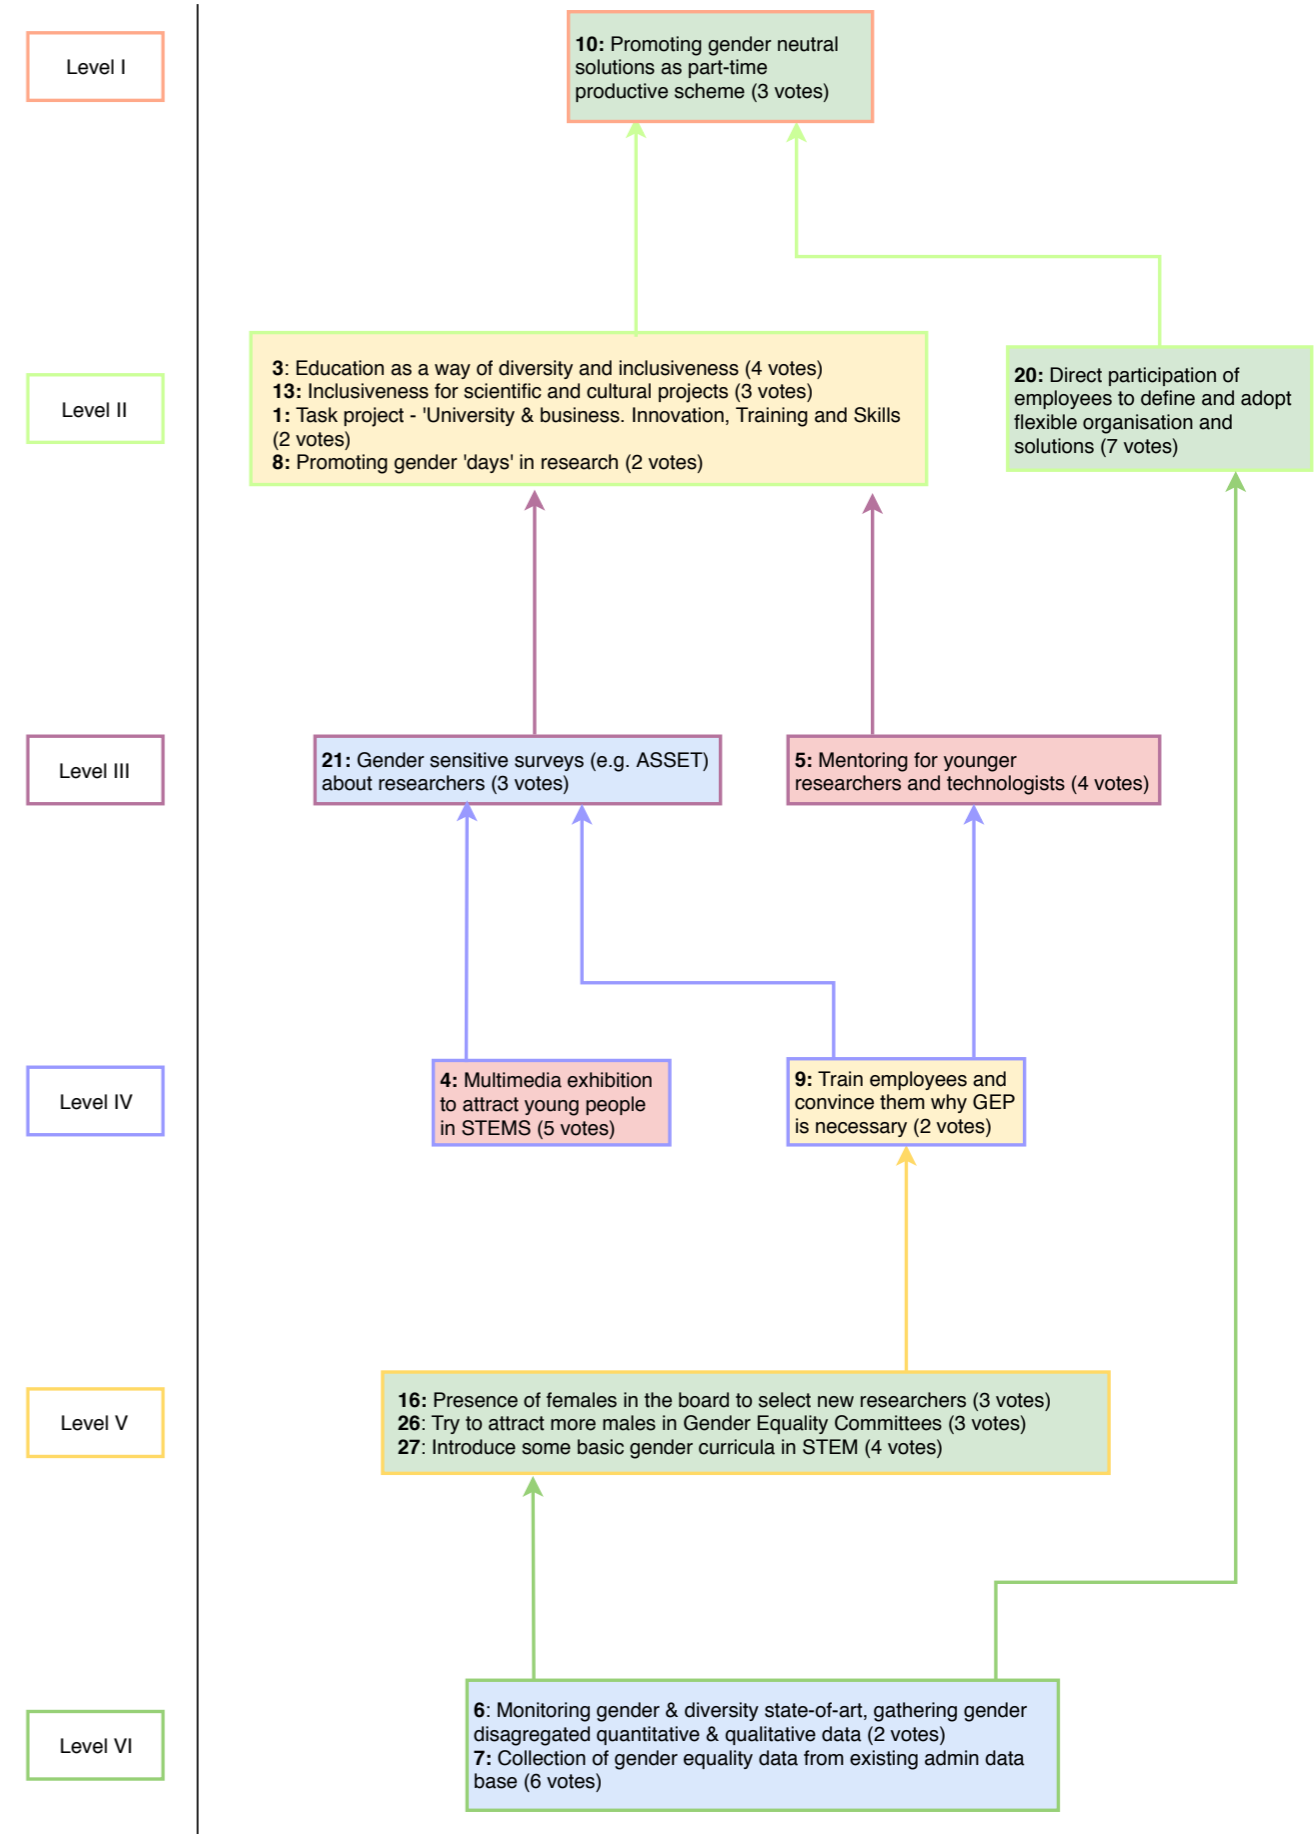 Level I
10: Promoting gender neutral
solutions as part-time
productive scheme (3 votes)
Level II
3: Education as a way of diversity and inclusiveness (4 votes)
13: Inclusiveness for scientific and cultural projects (3 votes)
1: Task project - 'University & business. Innovation, Training and Skills
(2 votes)
8: Promoting gender 'days' in research (2 votes)
20: Direct participation of
employees to define and adopt
flexible organisation and
solutions (7 votes)
Level III
21: Gender sensitive surveys (e.g. ASSET)
about researchers (3 votes)
5: Mentoring for younger
researchers and technologists (4 votes)
Level IV
4: Multimedia exhibition
to attract young people
in STEMS (5 votes)
9: Train employees and
convince them why GEP
is necessary (2 votes)
Level V
16: Presence of females in the board to select new researchers (3 votes)
26: Try to attract more males in Gender Equality Committees (3 votes)
27: Introduce some basic gender curricula in STEM (4 votes)
Level VI
6: Monitoring gender & diversity state-of-art, gathering gender
disagregated quantitative & qualitative data (2 votes)
7: Collection of gender equality data from existing admin data
base (6 votes)